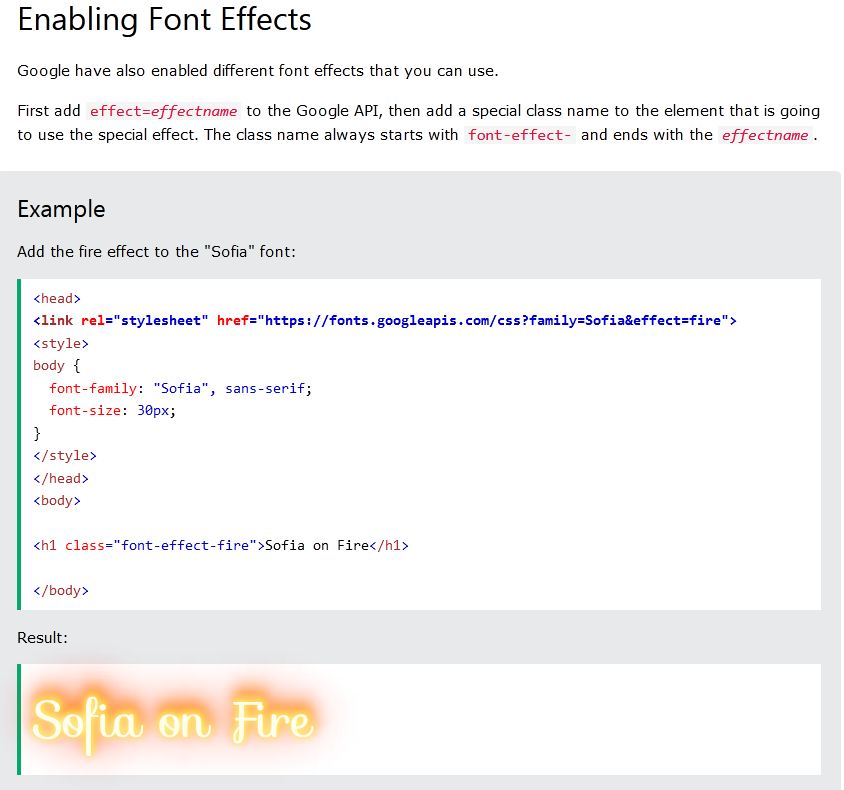 Enabling Font Effects
Google have also enabled different font effects that you can use.
First add effect=effectname to the Google API, then add a special class name to the element that is going
to use the special effect. The class name always starts with font-effect- and ends with the effectname.
Example
Add the fire effect to the "Sofia" font:
<head>
<link rel="stylesheet" href="https://fonts.googleapis.com/css?family=Sofia&effect=fire">
<style>
body {
  font-family: "Sofia", sans-serif;
  font-size: 30px;
}
</style>
</head>
<body>
<h1 class="font-effect-fire">Sofia on Fire</h1>
</body>
Result:
Sofia on Fire